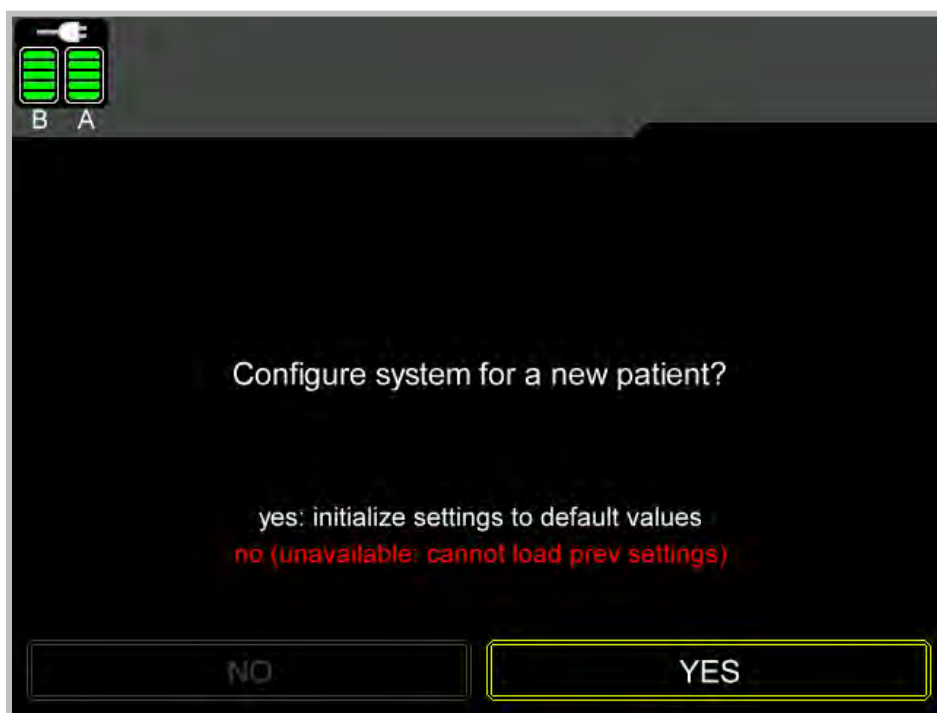 B A
Configure system for a new patient?
yes: initialize settings to default values
no (unavailable: cannot load prev settings)
NO YES